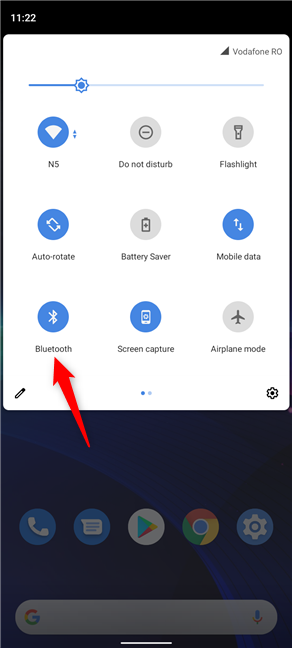 11:22
Vodafone RO
N5
Do not disturb
Flashlight
Auto-rotate
Battery Saver
Mobile data
Bluetooth
Screen capture
Airplane mode